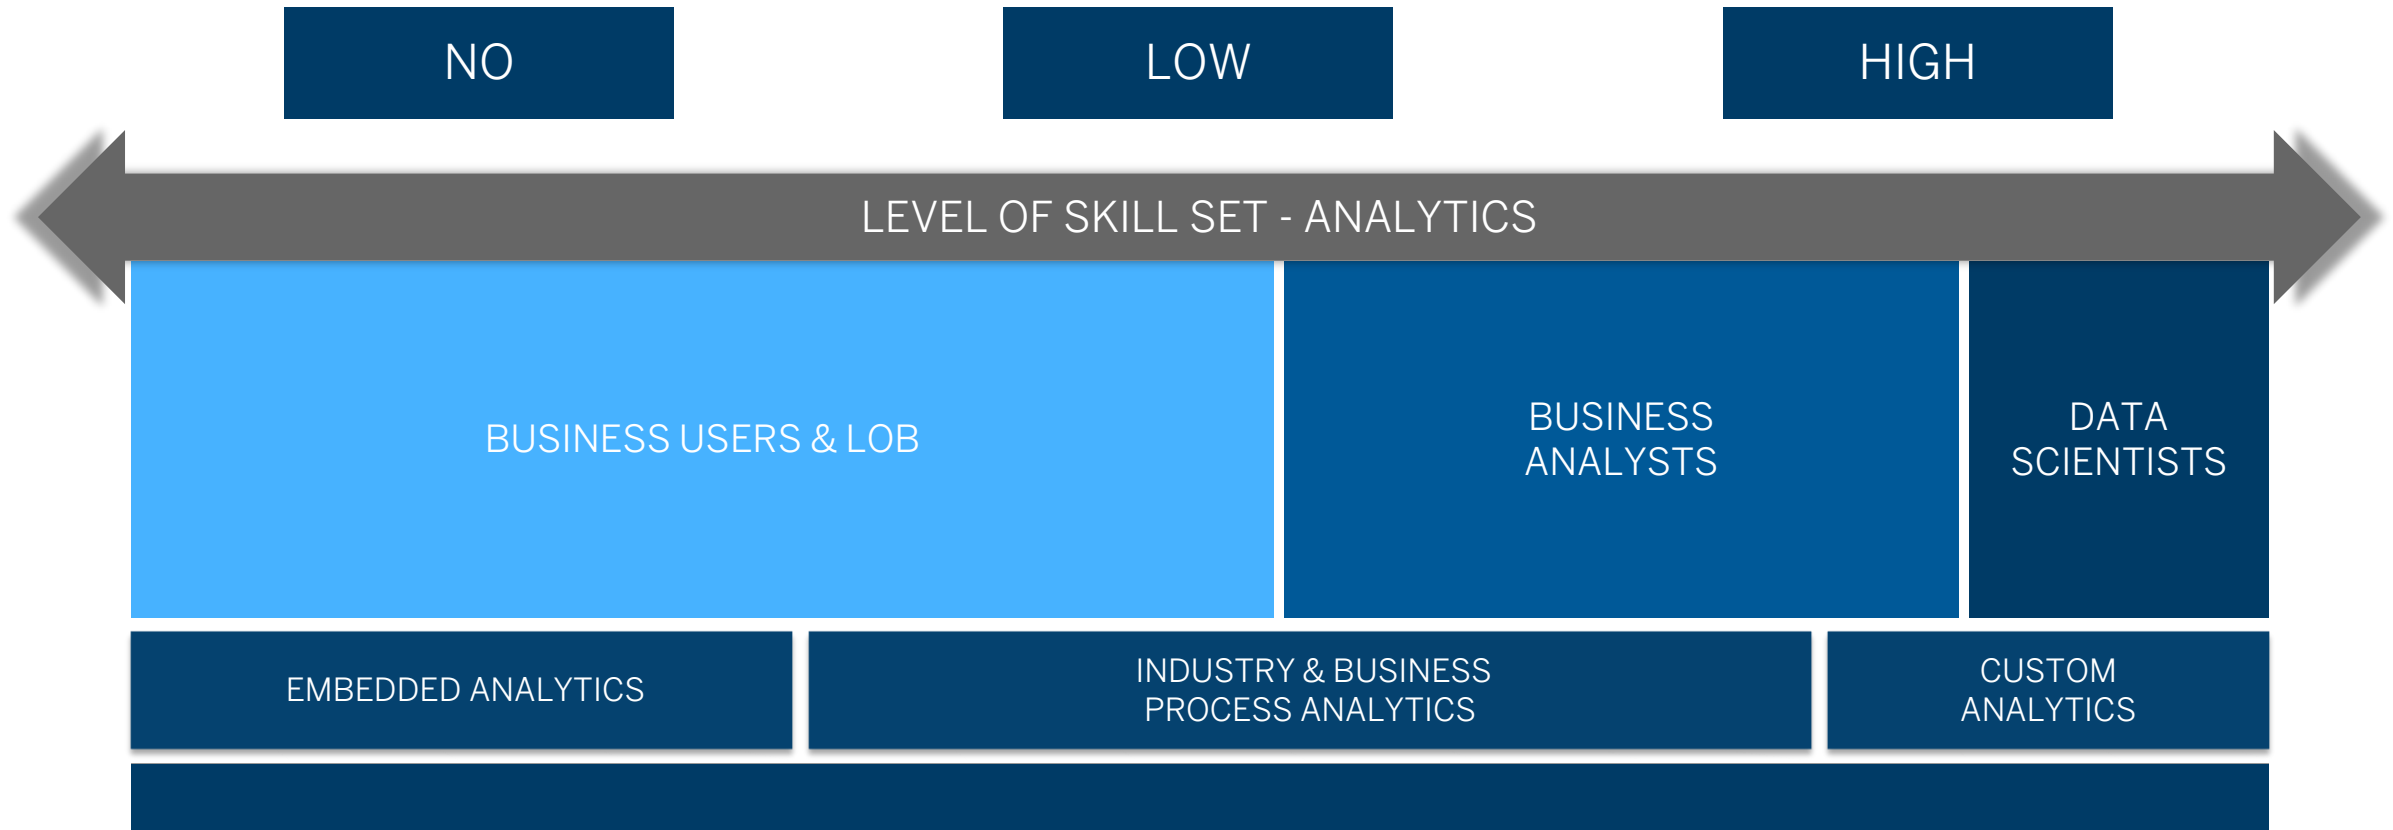 NO
LOW
HIGH
LEVEL OF SKILL SET - ANALYTICS
BUSINESS USERS & LOB
BUSINESS
ANALYSTS
DATA
SCIENTISTS
EMBEDDED ANALYTICS
INDUSTRY & BUSINESS
PROCESS ANALYTICS
CUSTOM
ANALYTICS